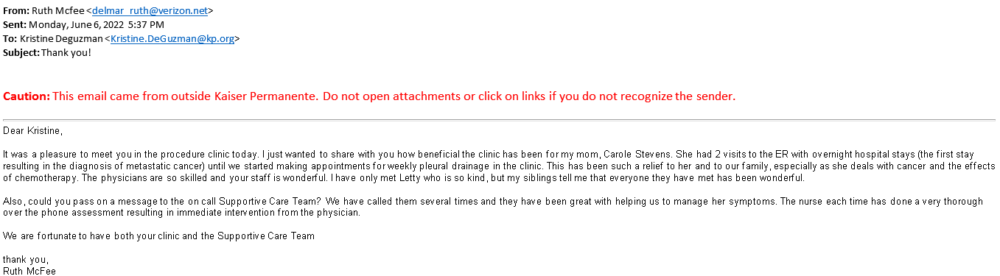 From: Ruth Mcfee <delmar_ruth@verizon.net>
Sent: Monday, June 6, 2022 5:37 PM
To: Kristine Deguzman <Kristine.DeGuzman@kp.org>
Subject: Thank you!
Caution: This email came from outside Kaiser Permanente. Do not open attachments or click on links if you do not recognize the sender.
Dear Kristine,
It was a pleasure to meet you in the procedure clinic today. I just wanted to share with you how beneficial the clinic has been for my mom, Carole Stevens. She had 2 visits to the ER with overnight hospital stays (the first stay
resulting in the diagnosis of metastatic cancer) until we started making appointments for weekly pleural drainage in the clinic. This has been such a relief to her and to our family, especially as she deals with cancer and the effects
of chemotherapy. The physicians are so skilled and your staff is wonderful. I have only met Letty who is so kind, but my siblings tell me that everyone they have met has been wonderful.
Also, could you pass on a message to the on call Supportive Care Team? We have called them several times and they have been great with helping us to manage her symptoms. The nurse each time has done a very thorough
over the phone assessment resulting in immediate intervention from the physician.
We are fortunate to have both your clinic and the Supportive Care Team
thank you,
Ruth McFee